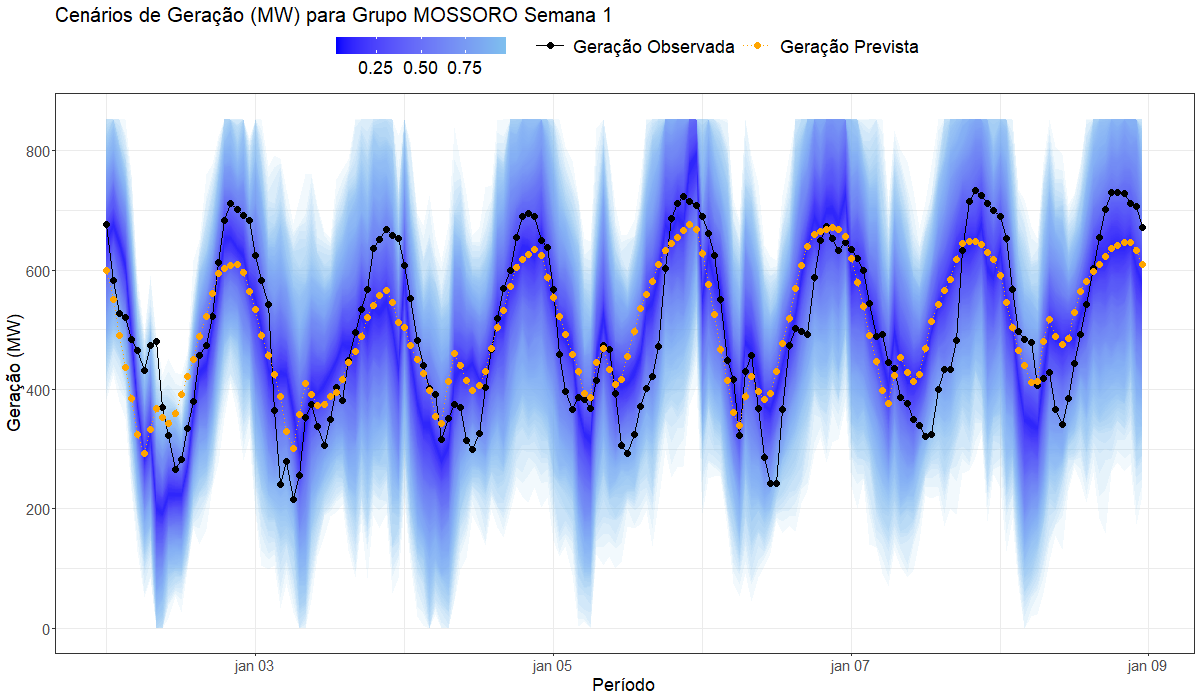 Cenários de Geração (MW) para Grupo MOSSORO Semana 1
0.25 0.50 0.75
Geração Observada
Geração Prevista
Geração (MW)
800
600
400
200
0
jan 03
jan 05
jan 07
jan 09
Período